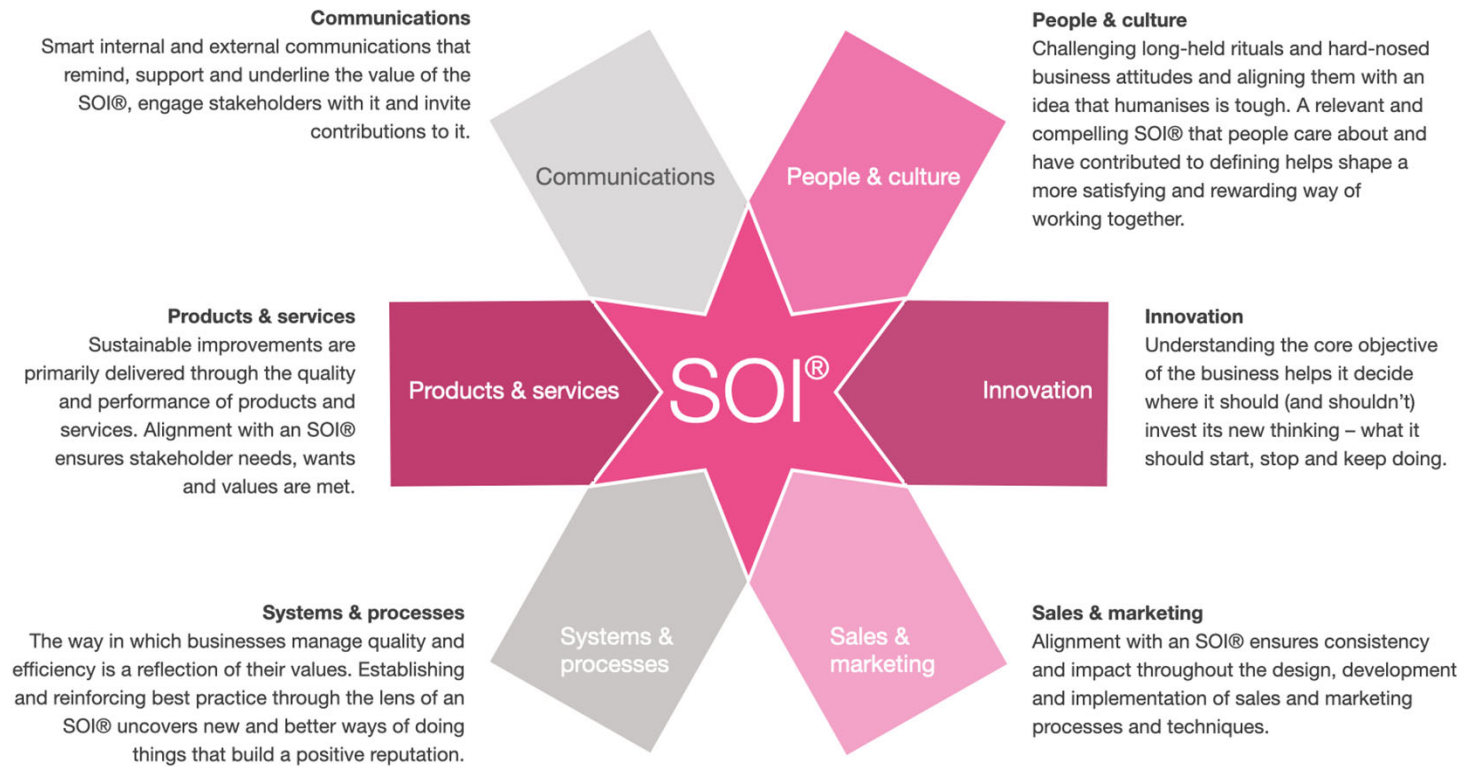 Communications
Smart internal and external communications that
remind, support and underline the value of the
SOI®, engage stakeholders with it and invite
contributions to it.
People & culture
Challenging long-held rituals and hard-nosed
business attitudes and aligning them with an
idea that humanises is tough. A relevant and
compelling SOI® that people care about and
have contributed to defining helps shape a
more satisfying and rewarding way of
working together.
Communications
People & culture
Products & services
Sustainable improvements are
primarily delivered through the quality
and performance of products and
services. Alignment with an SOI®
ensures stakeholder needs, wants
and values are met.
Products & services
SOI®
Innovation
Innovation
Understanding the core objective
of the business helps it decide
where it should (and shouldn’t)
invest its new thinking – what it
should start, stop and keep doing.
Systems & processes
The way in which businesses manage quality and
efficiency is a reflection of their values. Establishing
and reinforcing best practice through the lens of an
SOI® uncovers new and better ways of doing
things that build a positive reputation.
Systems &
processes
Sales &
marketing
Sales & marketing
Alignment with an SOI® ensures consistency
and impact throughout the design, development
and implementation of sales and marketing
processes and techniques.